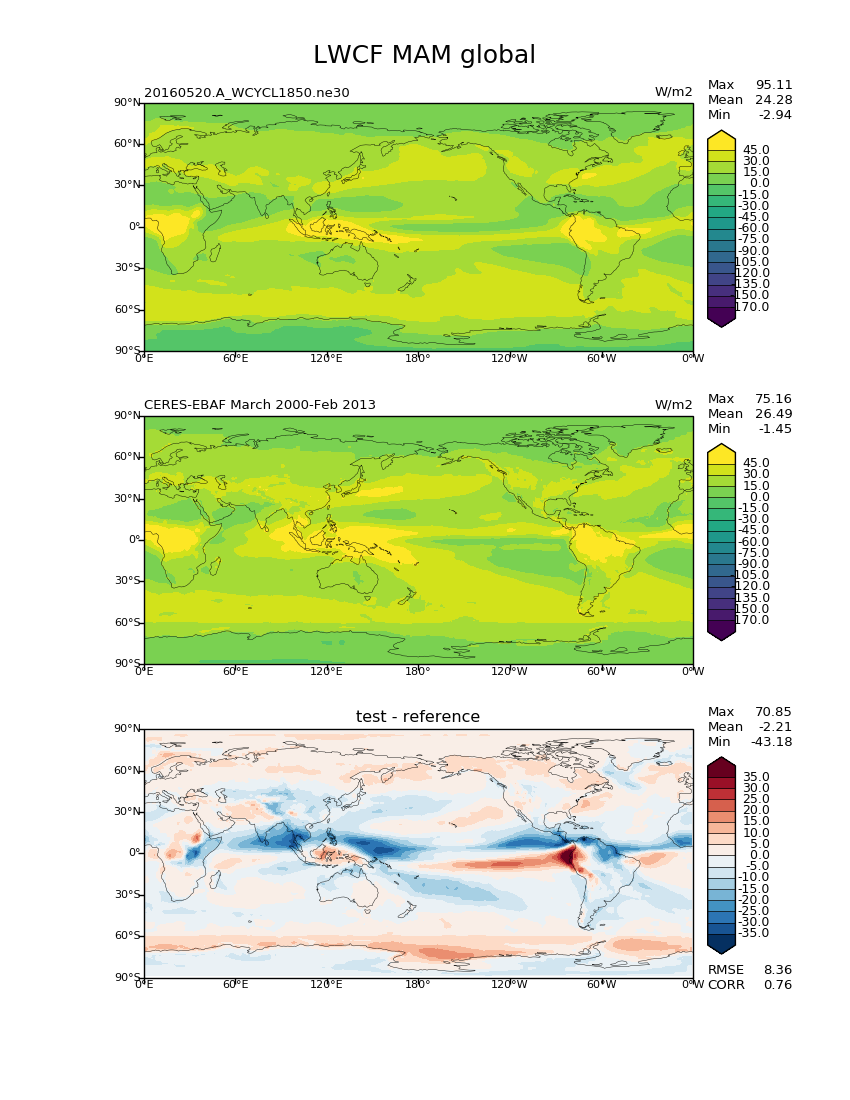 LWCF MAM global
20160520.A_WCYCL1850.ne30 W/m2
Max 95.11
Mean 24.28
Min -2.94
90°N
60°N
30°N
0°
30°S
60°S
90°S
0°E 60°E 120°E 180° 120°W 60°W 0°W
45.0
30.0
15.0
0.0
-15.0
-30.0
-45.0
-60.0
-75.0
-90.0
-105.0
-120.0
-135.0
-150.0
-170.0
CERES-EBAF March 2000-Feb 2013 W/m2
Max 75.16
Mean 26.49
Min -1.45
90°N
60°N
30°N
0°
30°S
60°S
90°S
0°E 60°E 120°E 180° 120°W 60°W 0°W
45.0
30.0
15.0
0.0
-15.0
-30.0
-45.0
-60.0
-75.0
-90.0
-105.0
-120.0
-135.0
-150.0
-170.0
test - reference
Max 70.85
Mean -2.21
Min -43.18
90°N
60°N
30°N
0°
30°S
60°S
90°S
0°E 60°E 120°E 180° 120°W 60°W 0°W
35.0
30.0
25.0
20.0
15.0
10.0
5.0
0.0
-5.0
-10.0
-15.0
-20.0
-25.0
-30.0
-35.0
RMSE 8.36
CORR 0.76